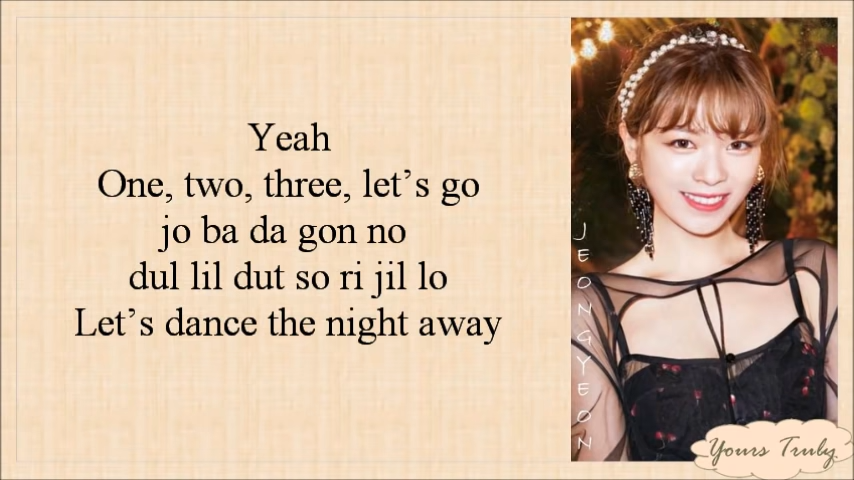 Yeah
One, two, three, let’s go
jo ba da gon no
dul lil dut so ri jil lo
Let’s dance the night away
JEONGYEON
Yours Truly